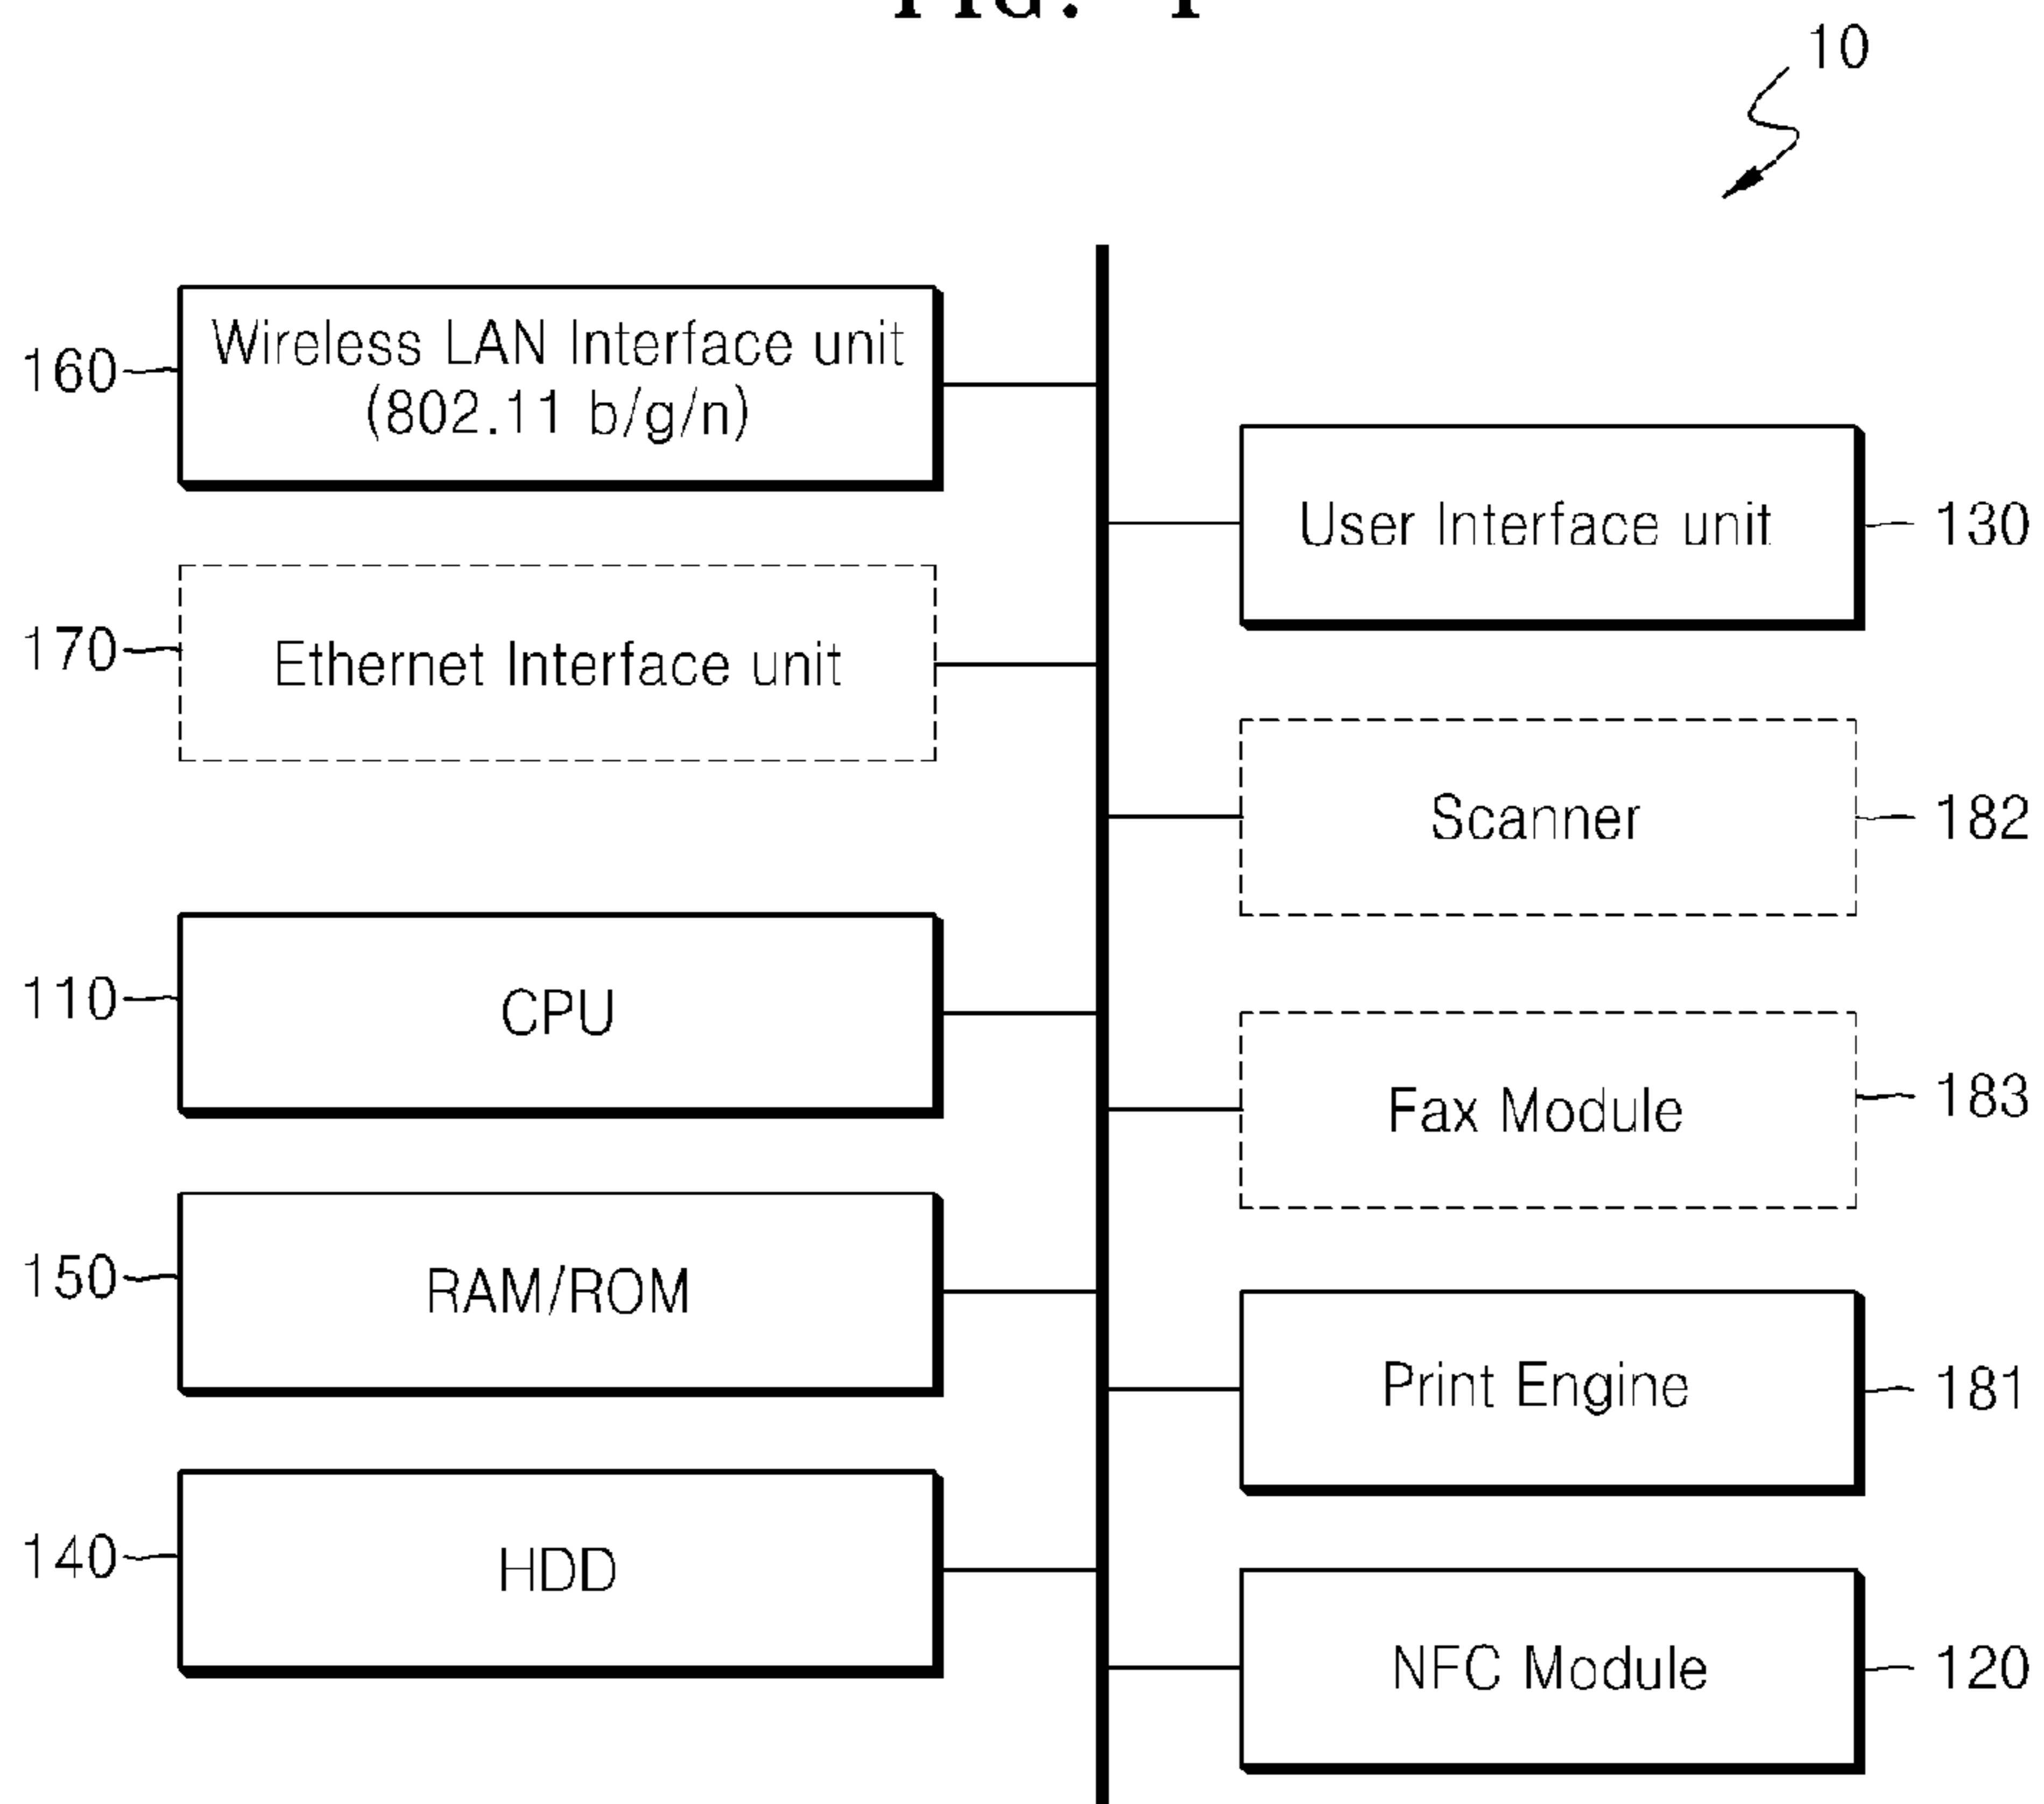 10
160
Wireless LAN Interface unit
(802.11 b/g/n)
User Interface unit
130
170
Ethernet Interface unit
Scanner
182
110
CPU
Fax Module
183
150
RAM/ROM
Print Engine
181
140
HDD
NFC Module
120